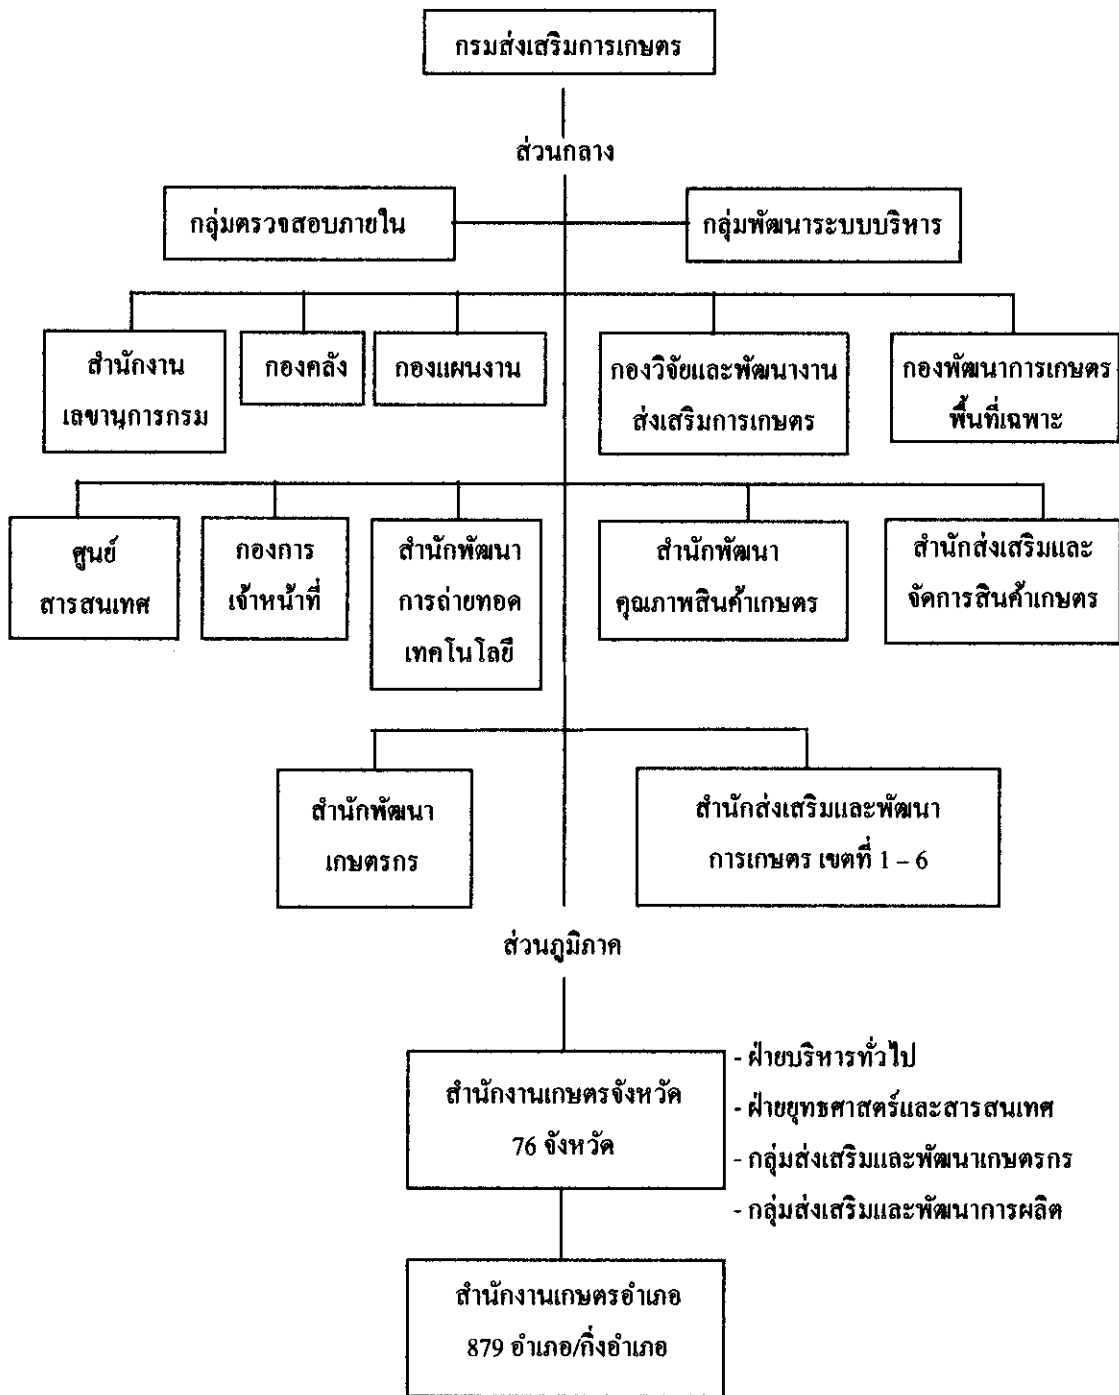 กรมส่งเสริมการเกษตร
ส่วนกลาง
กลุ่มตรวจสอบภายใน
กลุ่มพัฒนาระบบบริหาร
สำนักงาน
เลขานุการกรม
กองคลัง
กองแผนงาน
กองวิจัยและพัฒนางาน
ส่งเสริมการเกษตร
กองพัฒนาการเกษตร
พื้นที่เฉพาะ
ศูนย์
สารสนเทศ
กองการ
เจ้าหน้าที่
สำนักพัฒนา
การถ่ายทอด
เทคโนโลยี
สำนักพัฒนา
คุณภาพสินค้าเกษตร
สำนักส่งเสริมและ
จัดการสินค้าเกษตร
สำนักพัฒนา
เกษตรกร
สำนักส่งเสริมและพัฒนา
การเกษตร เขตที่ 1 – 6
ส่วนภูมิภาค
สำนักงานเกษตรจังหวัด
76 จังหวัด
- ฝ่ายบริหารทั่วไป
- ฝ่ายยุทธศาสตร์และสารสนเทศ
- กลุ่มส่งเสริมและพัฒนาเกษตรกร
- กลุ่มส่งเสริมและพัฒนาการผลิต
สำนักงานเกษตรอำเภอ
879 อำเภอ/กิ่งอำเภอ